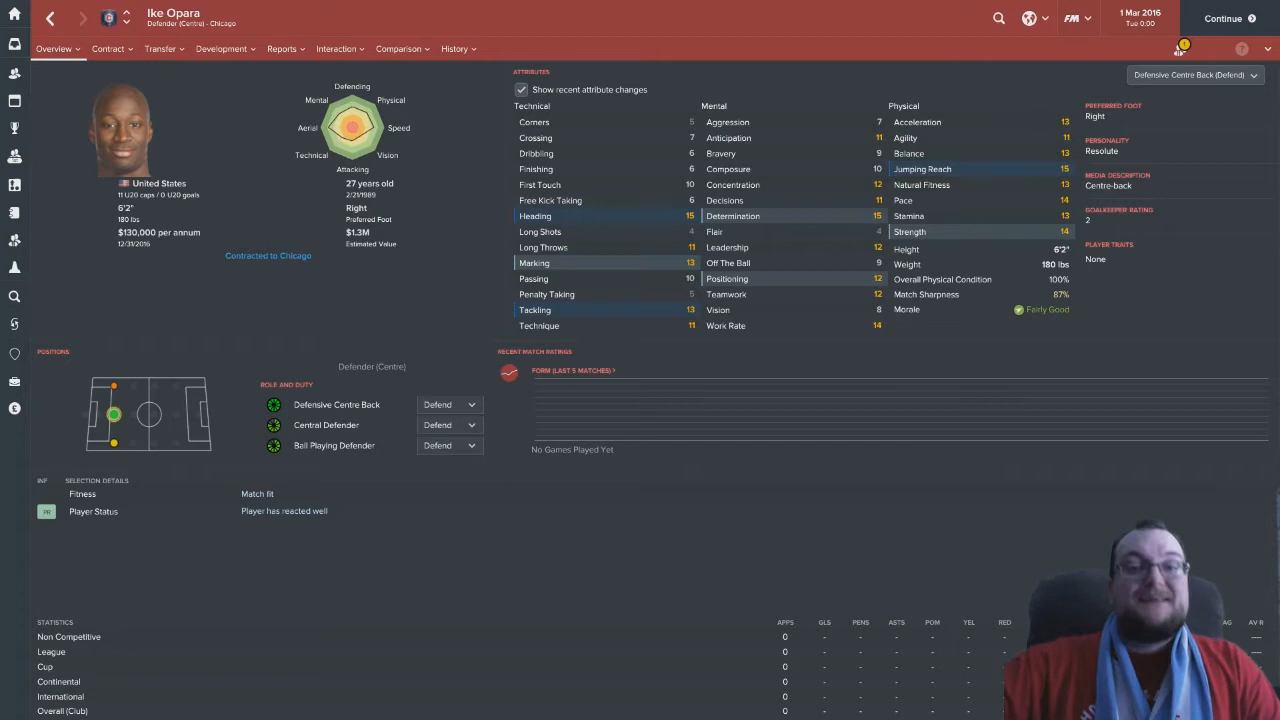 Ike Opara
Defender (Centre) - Chicago
FM
1 Mar 2016
Tue 0:00
Continue
Overview Contract Transfer Development Reports Interaction Comparison History
Defensive Centre Back (Defend)
Defending
Mental Physical
Aerial Speed
Technical Vision
Attacking
United States
11 U20 caps / 0 U20 goals
6'2"
180 lbs
$130,000 per annum
12/31/2016
27 years old
2/21/1989
Right
Preferred Foot
$1.3M
Estimated Value
Contracted to Chicago
ATTRIBUTES
Show recent attribute changes
Technical
Corners 5
Crossing 7
Dribbling 6
Finishing 6
First Touch 10
Free Kick Taking 6
Heading 15
Long Shots 4
Long Throws 11
Marking 13
Passing 10
Penalty Taking 5
Tackling 13
Technique 11
Mental
Aggression 7
Anticipation 11
Bravery 9
Composure 10
Concentration 12
Decisions 11
Determination 15
Flair 4
Leadership 12
Off The Ball 9
Positioning 12
Teamwork 12
Vision 8
Work Rate 14
Physical
Acceleration 13
Agility 11
Balance 13
Jumping Reach 15
Natural Fitness 13
Pace 14
Stamina 13
Strength 14
Height 6'2"
Weight 180 lbs
Overall Physical Condition 100%
Match Sharpness 87%
Morale Fairly Good
PREFERRED FOOT
Right
PERSONALITY
Resolute
MEDIA DESCRIPTION
Centre-back
GOALKEEPER RATING
2
PLAYER TRAITS
None
POSITIONS
Defender (Centre)
ROLE AND DUTY
Defensive Centre Back Defend
Central Defender Defend
Ball Playing Defender Defend
RECENT MATCH RATINGS
FORM (LAST 5 MATCHES) >
No Games Played Yet
INF SELECTION DETAILS
Fitness Match fit
PR Player Status Player has reacted well
STATISTICS APPS GLS PENS ASTS POM YEL RED AG AV R
Non Competitive 0 - - - - - - ----
League 0 - - - - - - ----
Cup 0 - - - - - - ----
Continental 0 - - - - - -
International 0 - - - - - -
Overall (Club) 0 - - - - - -